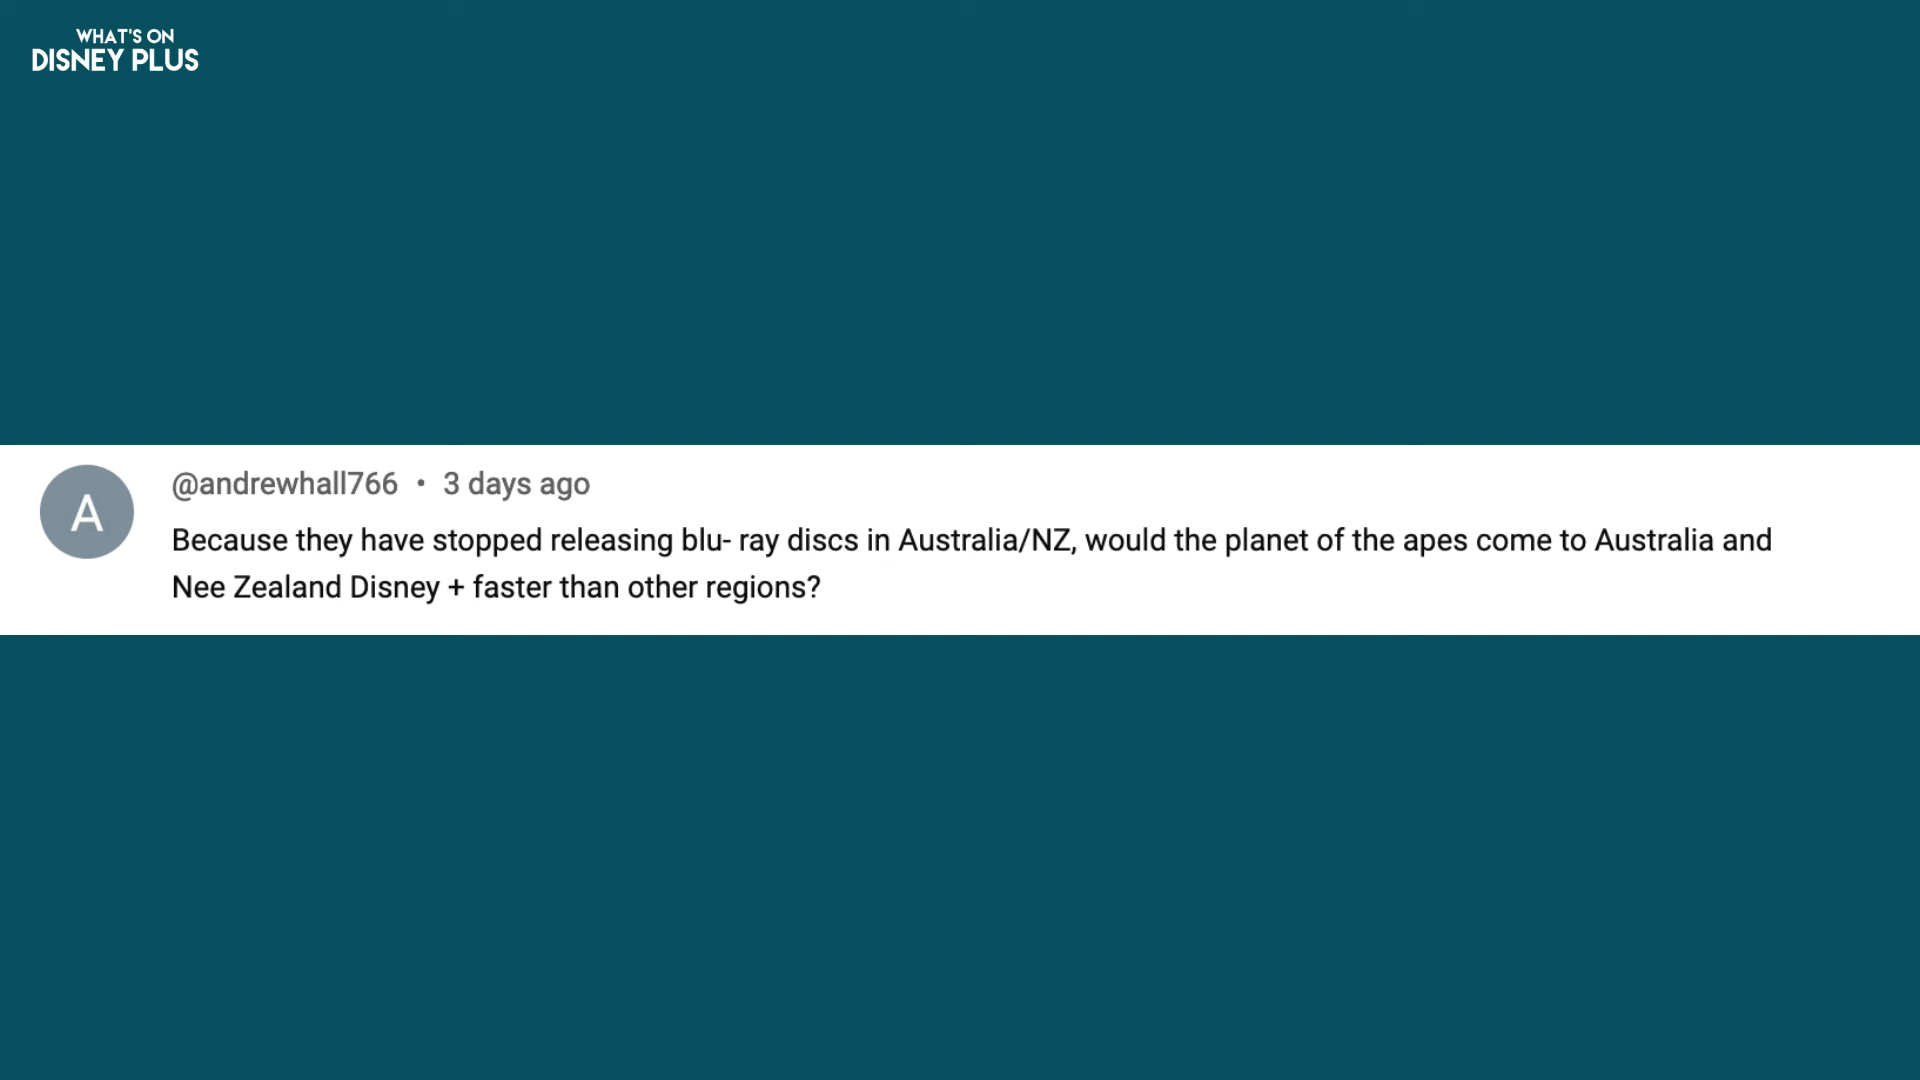 WHAT'S ON
DISNEY PLUS
A
@andrewhall766 • 3 days ago
Because they have stopped releasing blu- ray discs in Australia/NZ, would the planet of the apes come to Australia and
Nee Zealand Disney + faster than other regions?